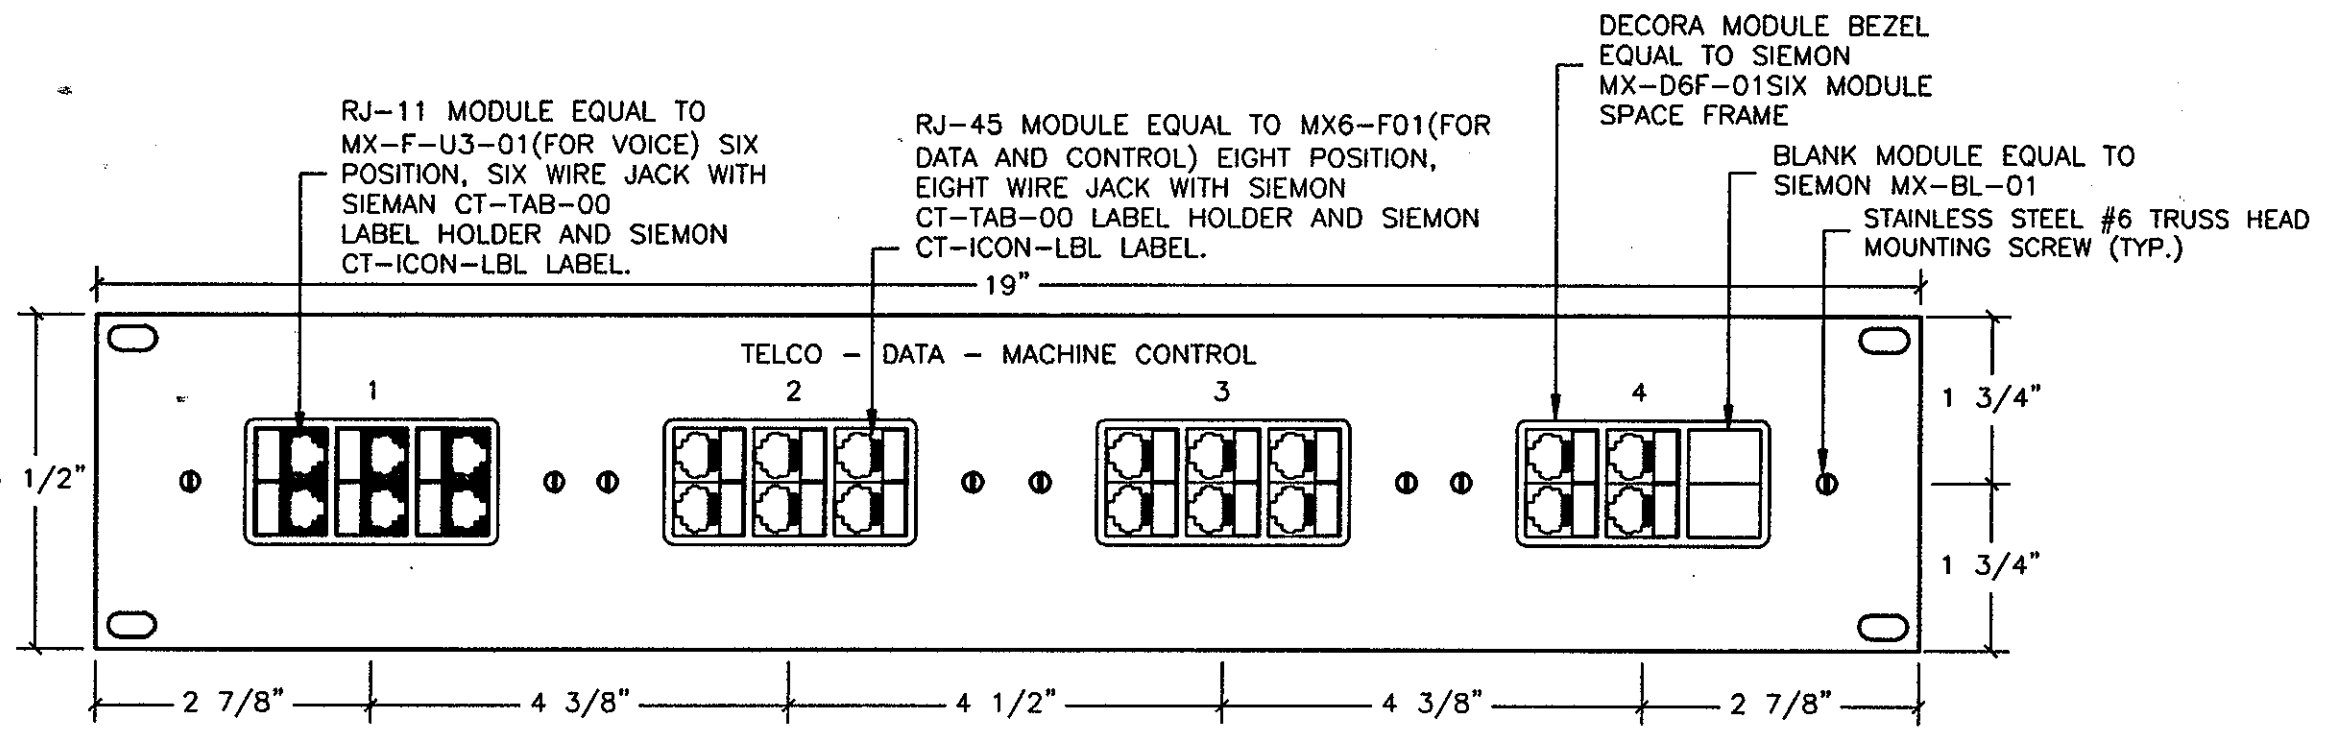 DECORA MODULE BEZEL
EQUAL TO SIEMON
MX-D6F-01SIX MODULE
SPACE FRAME
RJ-11 MODULE EQUAL TO
MX-F-U3-01(FOR VOICE) SIX
POSITION, SIX WIRE JACK WITH
SIEMAN CT-TAB-00
LABEL HOLDER AND SIEMON
CT-ICON-LBL LABEL.
RJ-45 MODULE EQUAL TO MX6-F01(FOR
DATA AND CONTROL) EIGHT POSITION,
EIGHT WIRE JACK WITH SIEMON
CT-TAB-00 LABEL HOLDER AND SIEMON
CT-ICON-LBL LABEL.
BLANK MODULE EQUAL TO
SIEMON MX-BL-01
STAINLESS STEEL #6 TRUSS HEAD
MOUNTING SCREW (TYP.)
19"
TELCO - DATA - MACHINE CONTROL
1 2 3 4
1 3/4"
1/2"
1 3/4"
2 7/8" 4 3/8" 4 1/2" 4 3/8" 2 7/8"